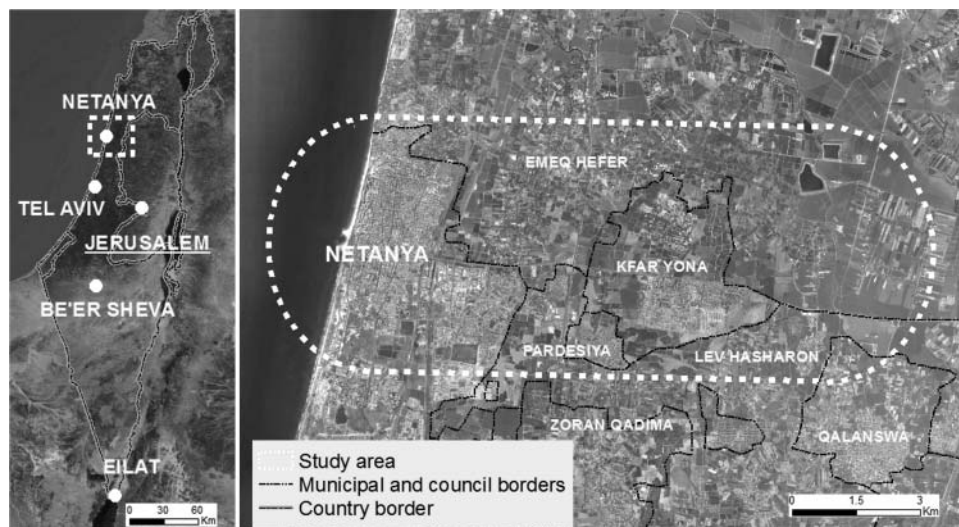 NETANYA
TEL AVIV
JERUSALEM
BE'ER SHEVA
EILAT
0 30 60
Km
EMEQ HEFER
NETANYA
KFAR YONA
PARDESIYA
LEV HASHARON
ZORAN QADIMA
QALANSWA
Study area
Municipal and council borders
Country border
0 1.5 3
Km